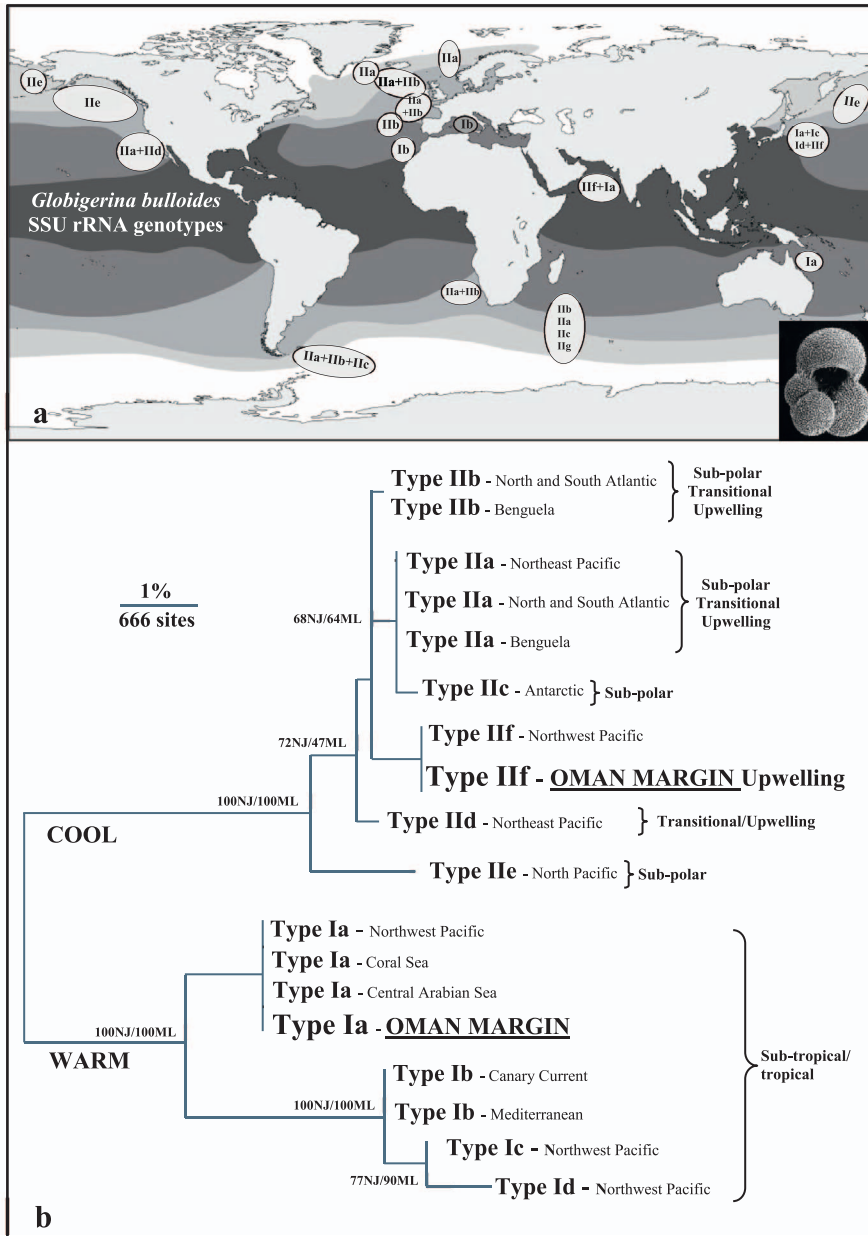 IIa
IIe
IIa+IIb
IIe
IIe
IIa
+IIb
IIb
Ib
Ia+Ic
Id+IIf
IIa+IId
Ib
IIf+Ia
Globigerina bulloides
SSU rRNA genotypes
Ia
IIa
IIa+IIb
IIb
IIa
IIc
IIg
IIa+IIb+IIc
a
Type IIb - North and South Atlantic
Type IIb - Benguela
Sub-polar
Transitional
Upwelling
1%
666 sites
Type IIa - Northeast Pacific
Type IIa - North and South Atlantic
Type IIa - Benguela
Sub-polar
Transitional
Upwelling
68NJ/64ML
Type IIc - Antarctic
Sub-polar
Type IIf - Northwest Pacific
Type IIf - OMAN MARGIN Upwelling
72NJ/47ML
100NJ/100ML
Type IId - Northeast Pacific
Transitional/Upwelling
COOL
Type IIe - North Pacific
Sub-polar
Type Ia - Northwest Pacific
Type Ia - Coral Sea
Type Ia - Central Arabian Sea
Type Ia - OMAN MARGIN
100NJ/100ML
WARM
Type Ib - Canary Current
100NJ/100ML
Type Ib - Mediterranean
Type Ic - Northwest Pacific
77NJ/90ML
Type Id - Northwest Pacific
Sub-tropical/
tropical
b